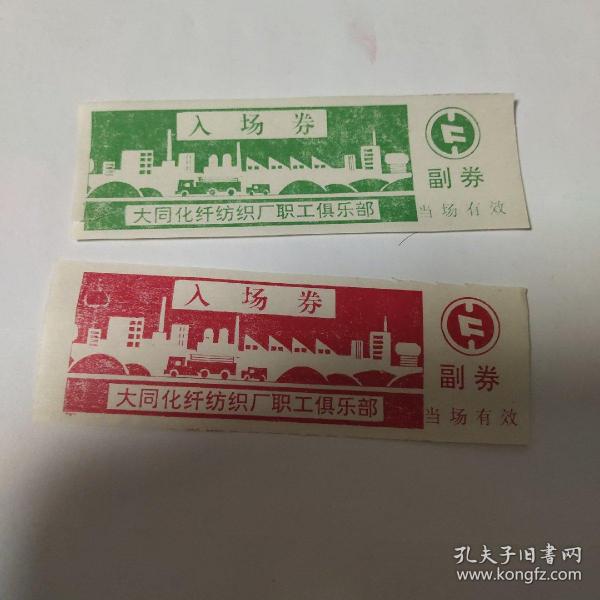 入场券
大同化纤纺织厂职工俱乐部
副券
当场有效
入场券
大同化纤纺织厂职工俱乐部
副券
当场有效
孔夫子旧书网
www.kongfz.com